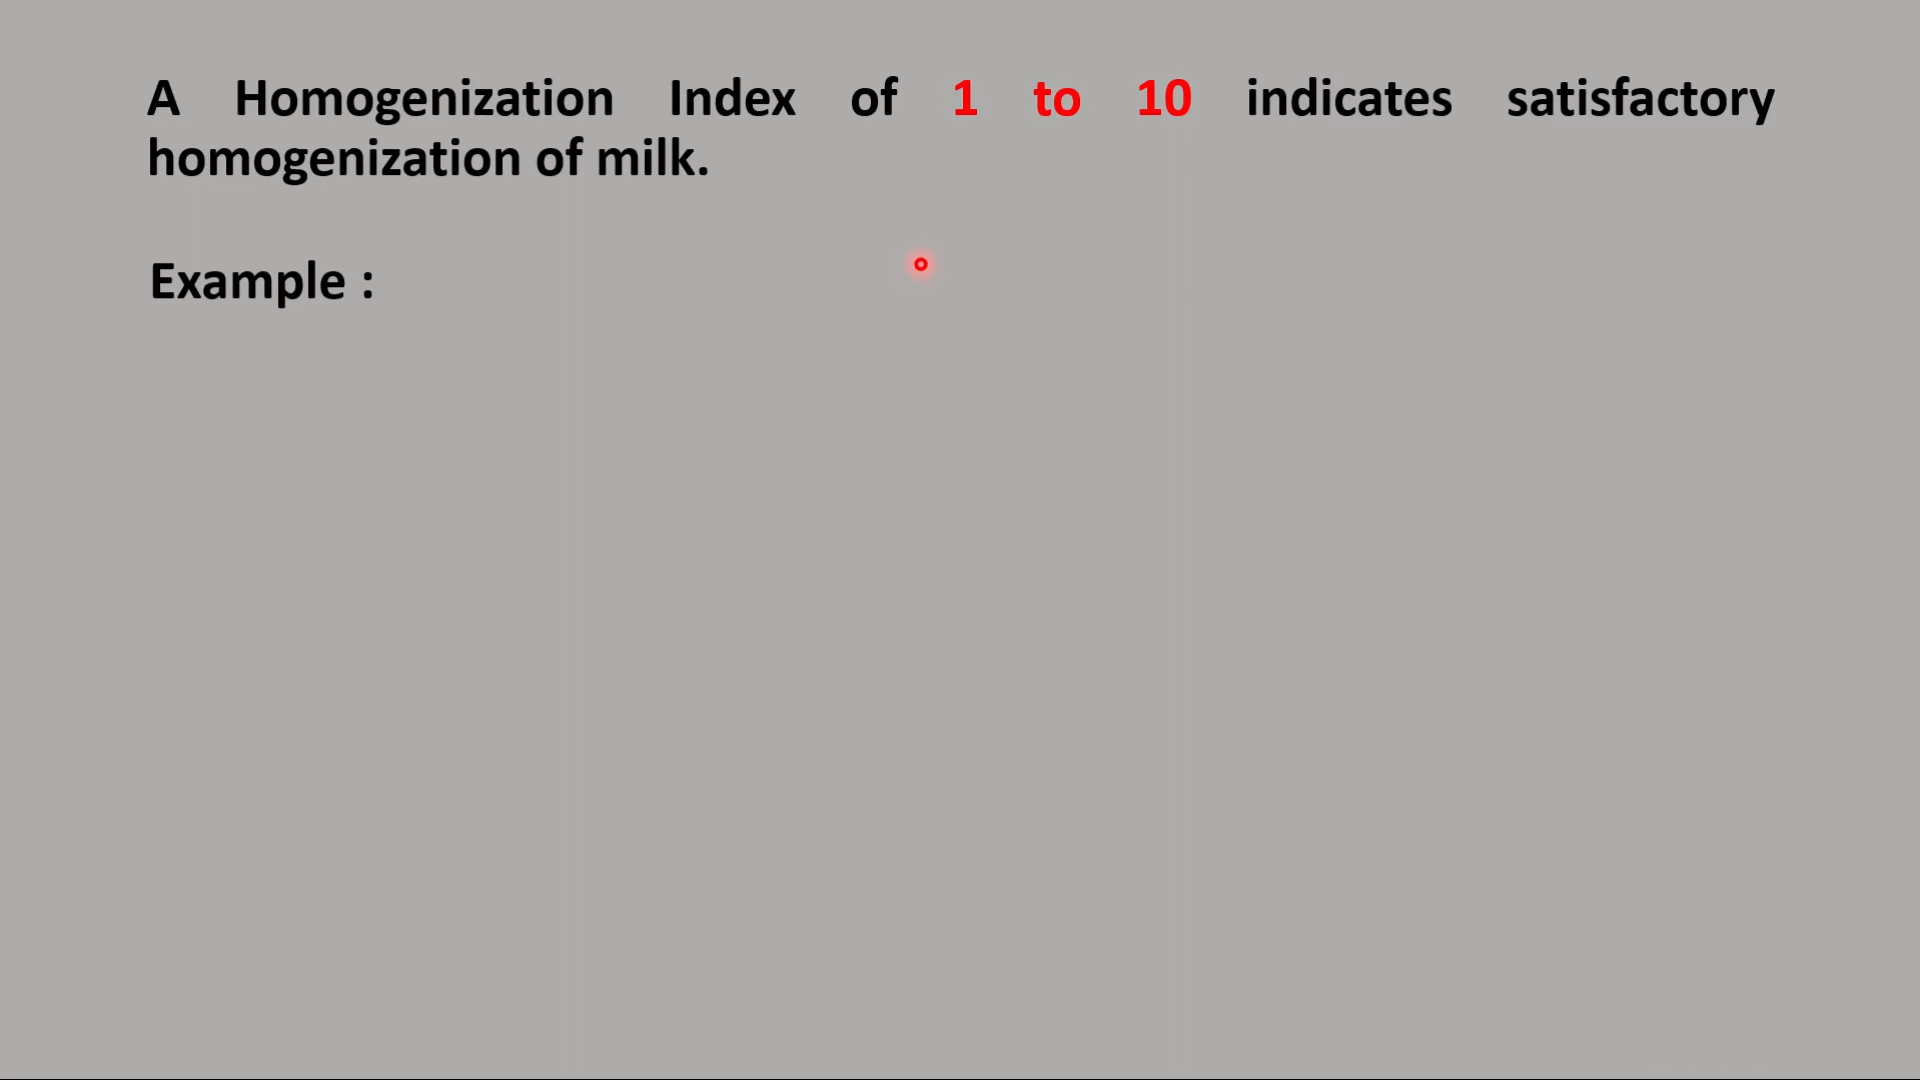 A Homogenization Index of 1 to 10 indicates satisfactory
homogenization of milk.
Example :